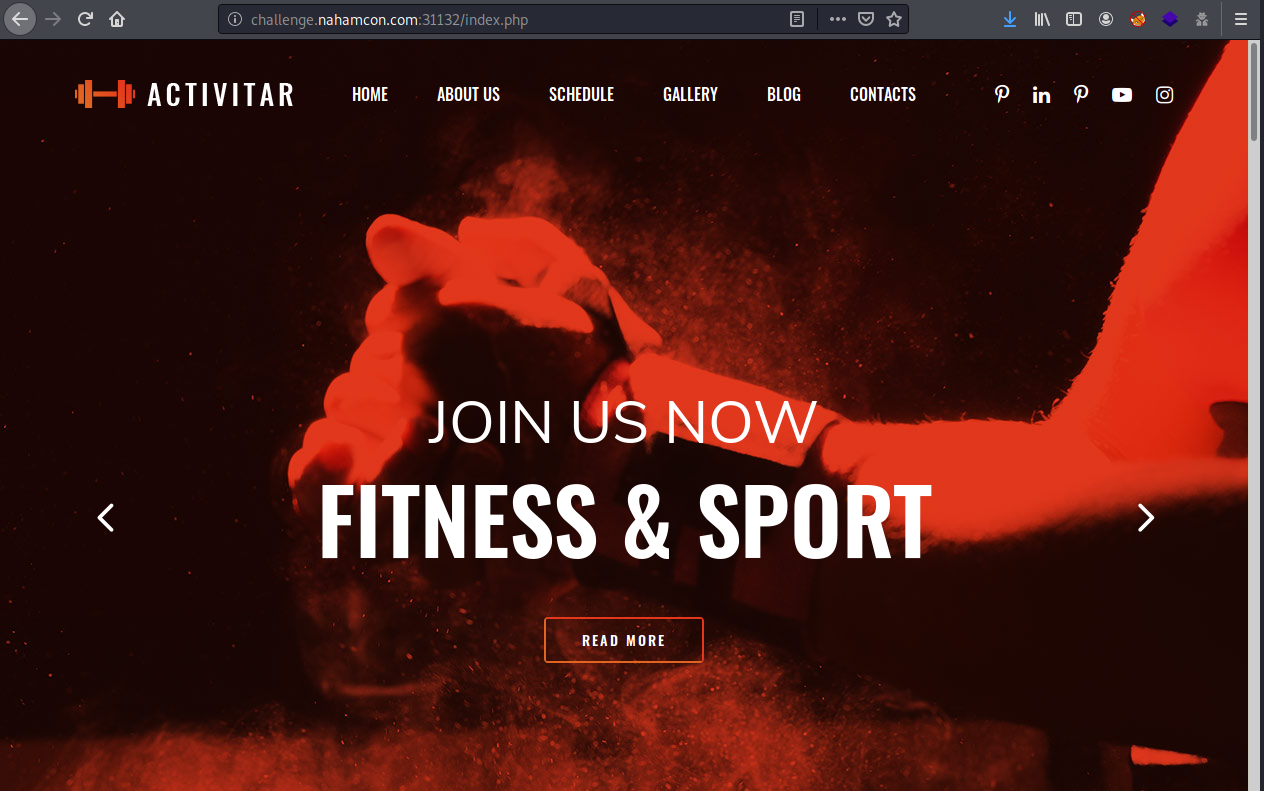 challenge.nahamcon.com:31132/index.php
ACTIVITAR HOME ABOUT US SCHEDULE GALLERY BLOG CONTACTS
JOIN US NOW
FITNESS & SPORT
READ MORE